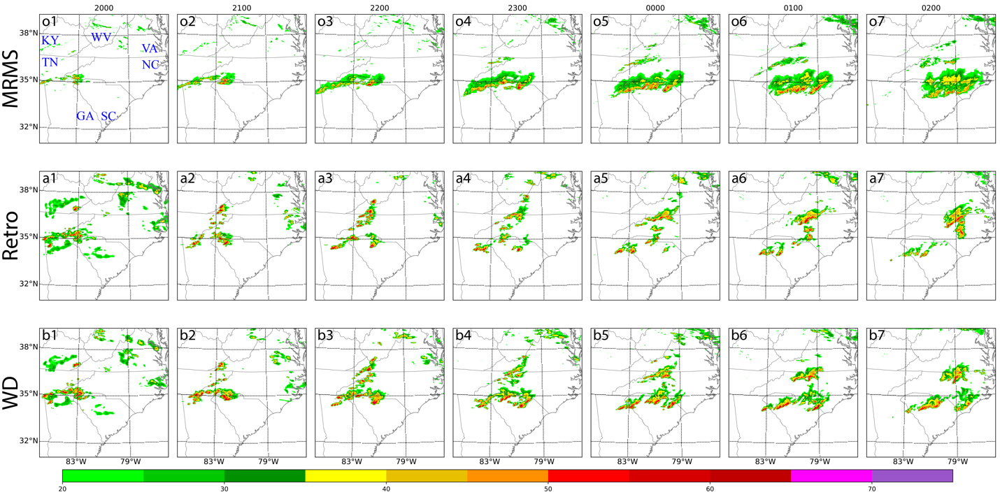 2000 2100 2200 2300 0000 0100 0200
MRMS
o1 o2 o3 o4 o5 o6 o7
38°N
KY WV
VA
TN NC
35°N
GA SC
32°N
Retro
a1 a2 a3 a4 a5 a6 a7
38°N
35°N
32°N
WD
b1 b2 b3 b4 b5 b6 b7
38°N
35°N
32°N
83°W 79°W 83°W 79°W 83°W 79°W 83°W 79°W 83°W 79°W 83°W 79°W 83°W 79°W
20 30 40 50 60 70